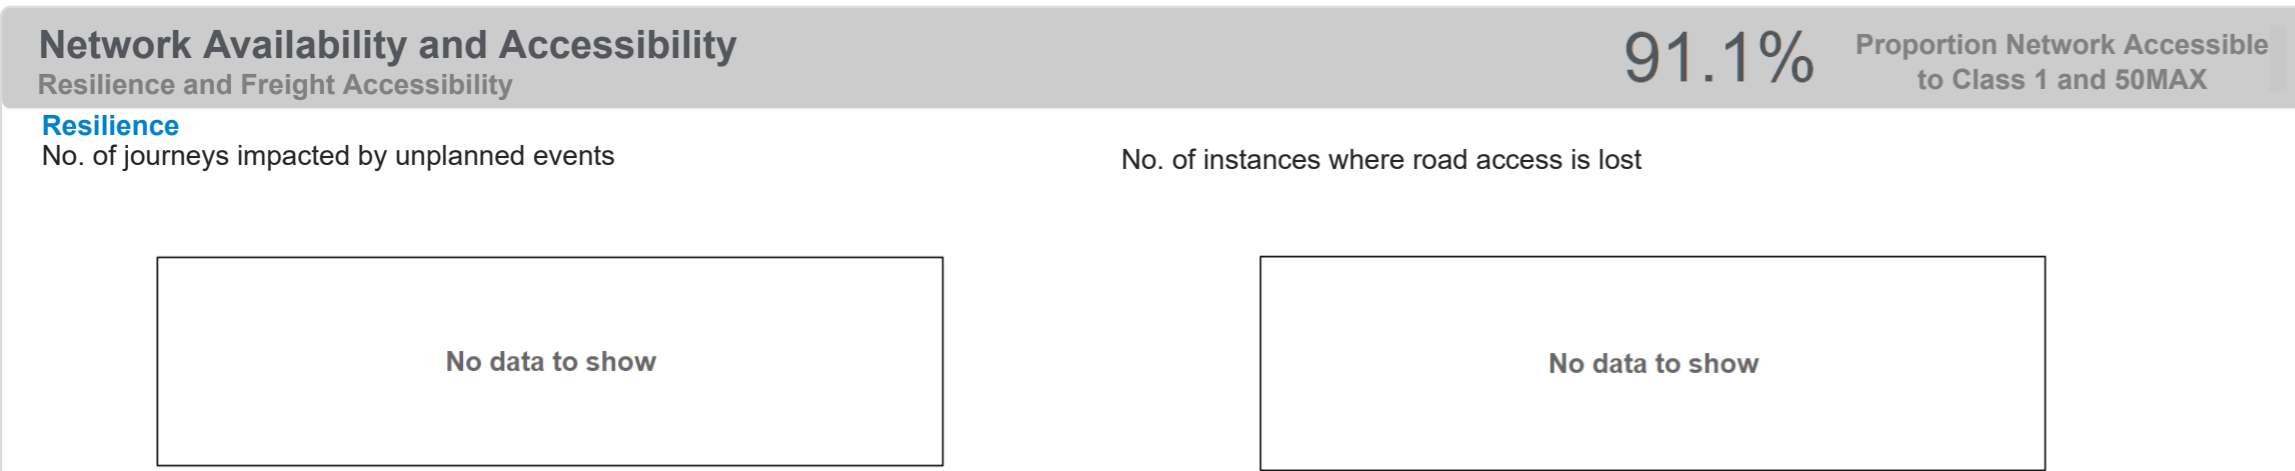 Network Availability and Accessibility
Resilience and Freight Accessibility
91.1%
Proportion Network Accessible
to Class 1 and 50MAX
Resilience
No. of journeys impacted by unplanned events
No. of instances where road access is lost
No data to show
No data to show